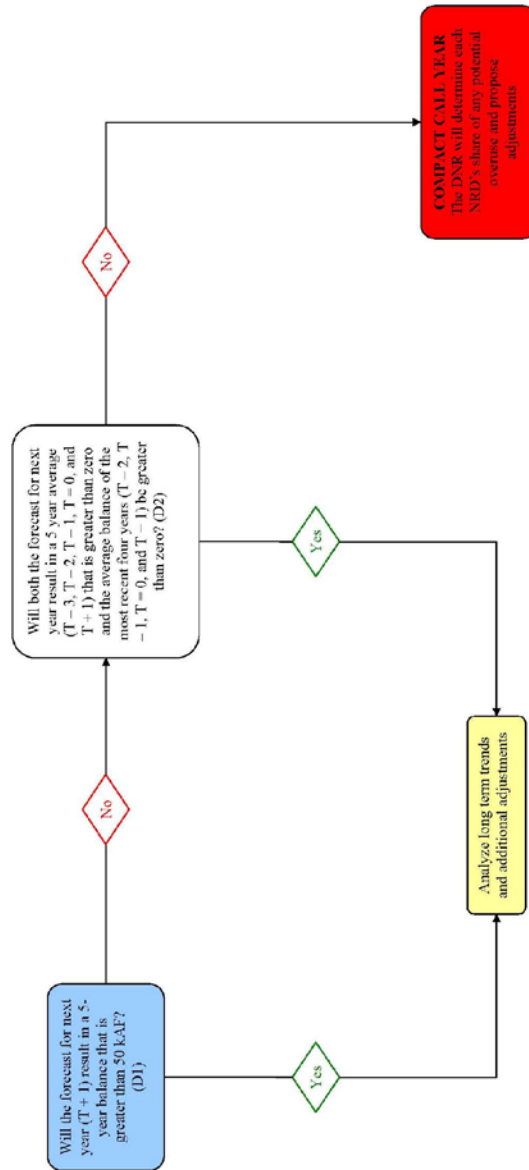 Will the forecast for next
year (T + 1) result in a 5-
year balance that is
greater than 50 kAF?
(D1)
No
Yes
Will both the forecast for next
year result in a 5 year average
(T – 3, T – 2, T – 1, T = 0, and
T + 1) that is greater than zero
and the average balance of the
most recent four years (T – 2, T
– 1, T = 0, and T – 1) be greater
than zero? (D2)
No
Yes
Analyze long term trends
and additional adjustments
COMPACT CALL YEAR
The DNR will determine each
NRD's share of any potential
overuse and propose
adjustments